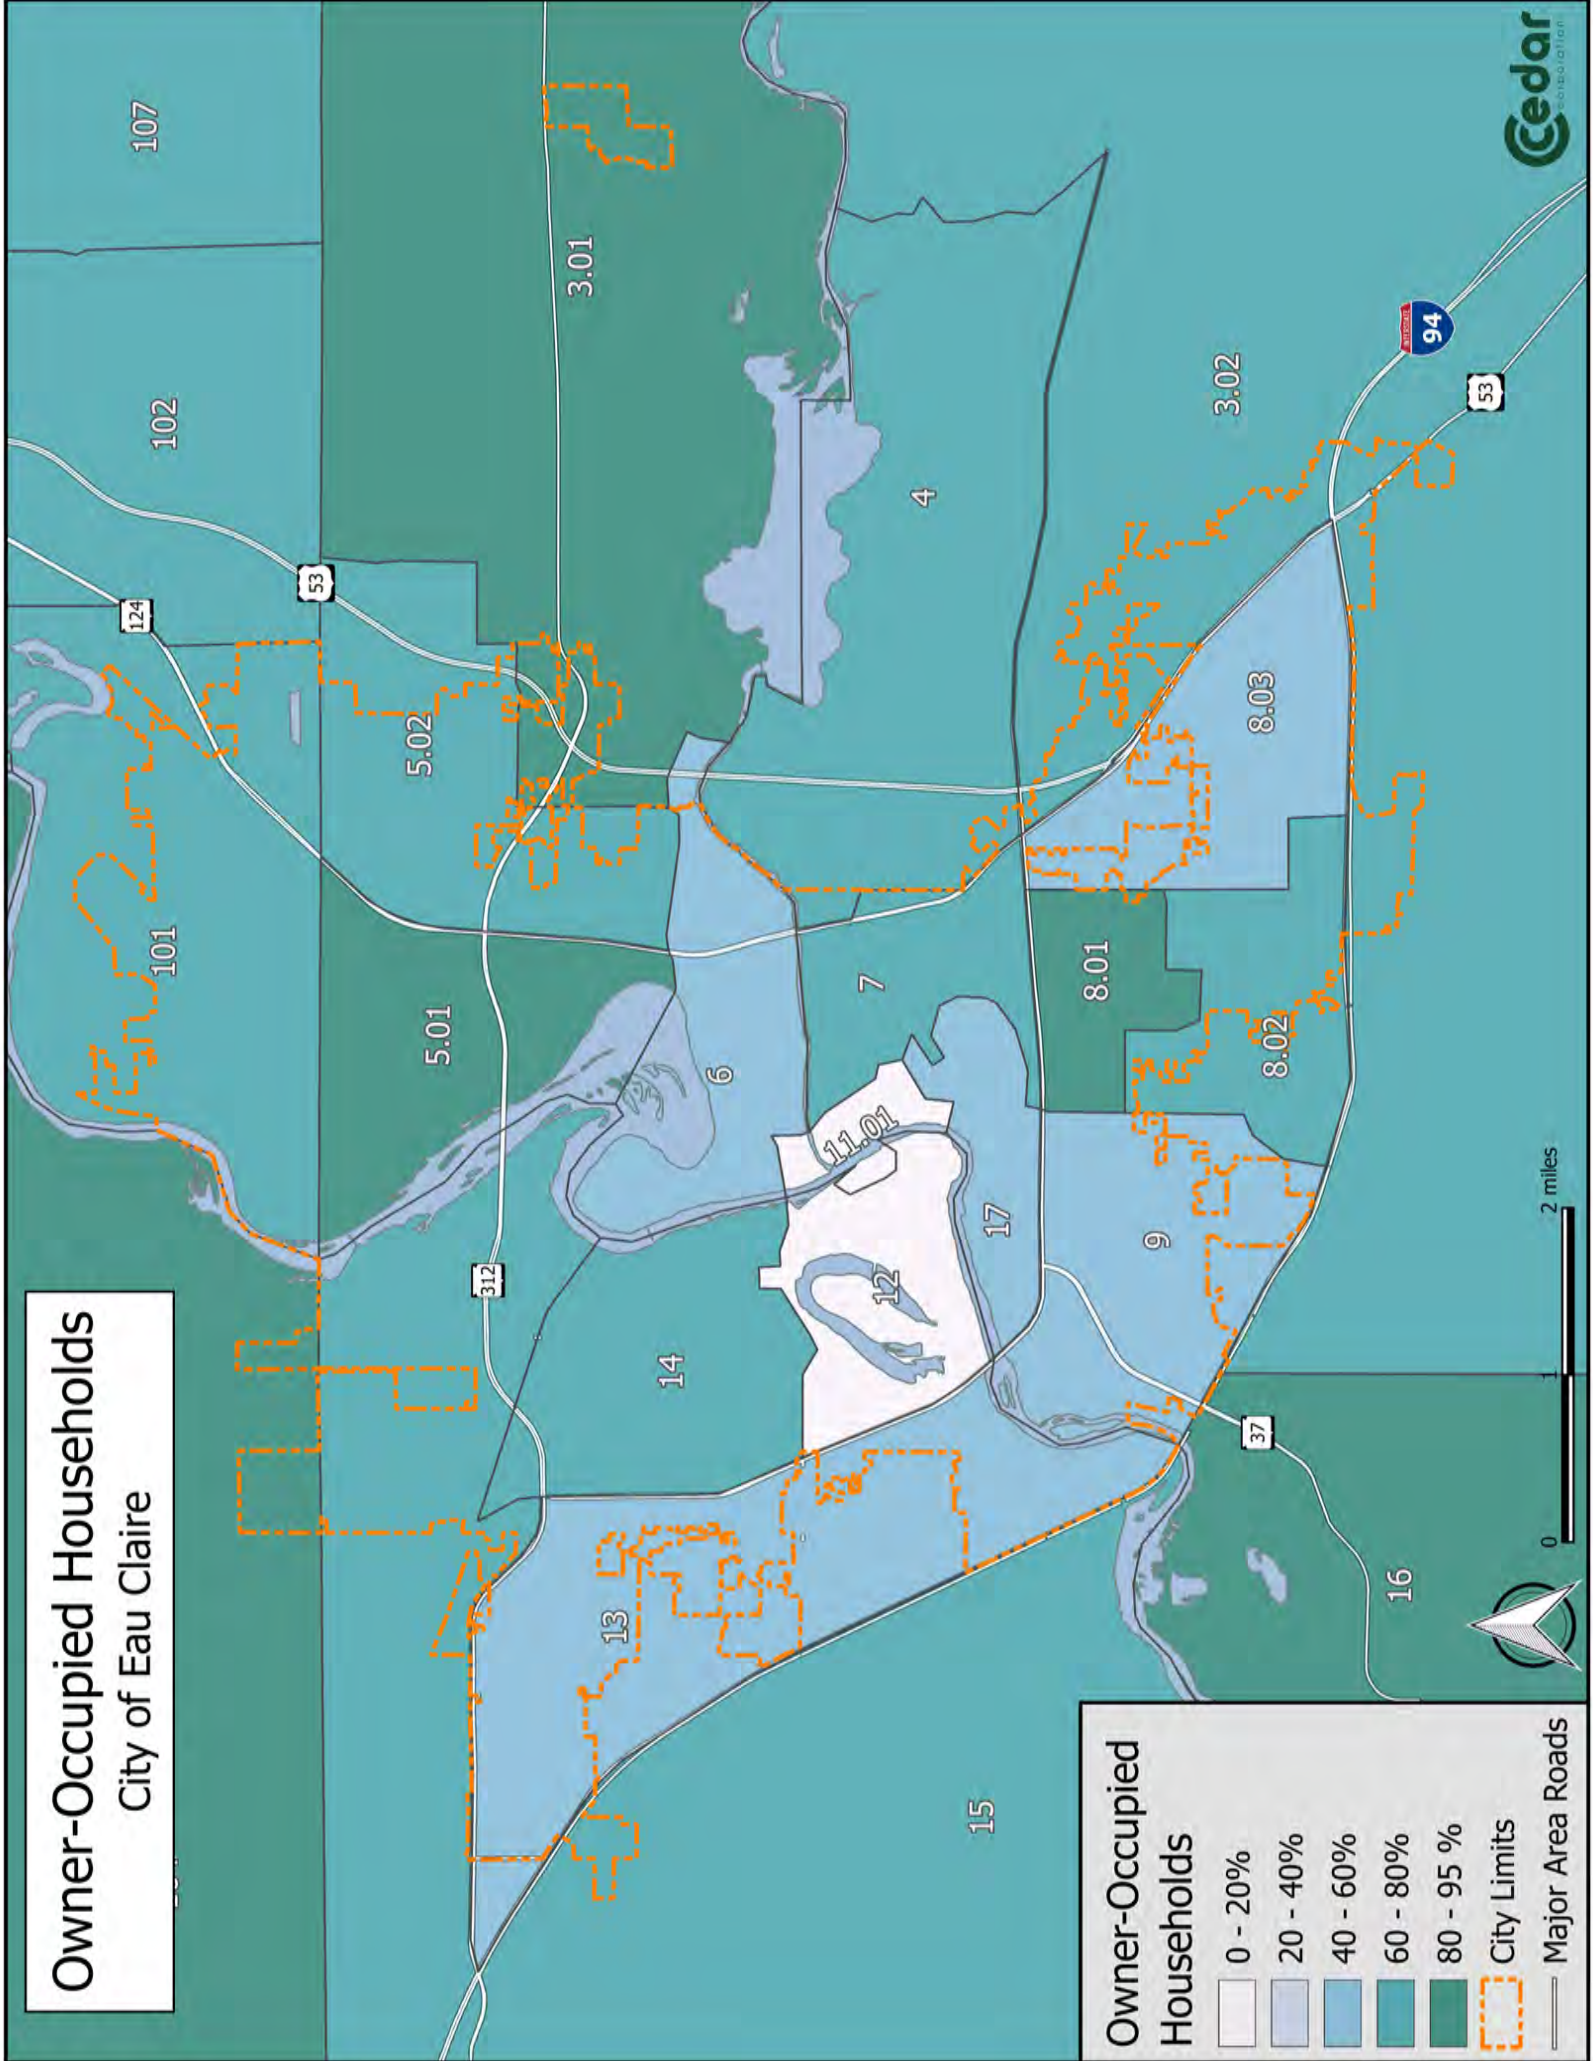 Owner-Occupied Households
City of Eau Claire
107
102
124
53
101
5.02
3.01
5.01
312
4
6
7
14
11.01
12
17
13
15
9
8.01
8.02
8.03
3.02
94
INTERSTATE
53
37
16
0
1
2 miles
Owner-Occupied
Households
0 - 20%
20 - 40%
40 - 60%
60 - 80%
80 - 95 %
City Limits
Major Area Roads
Cedar
corporation